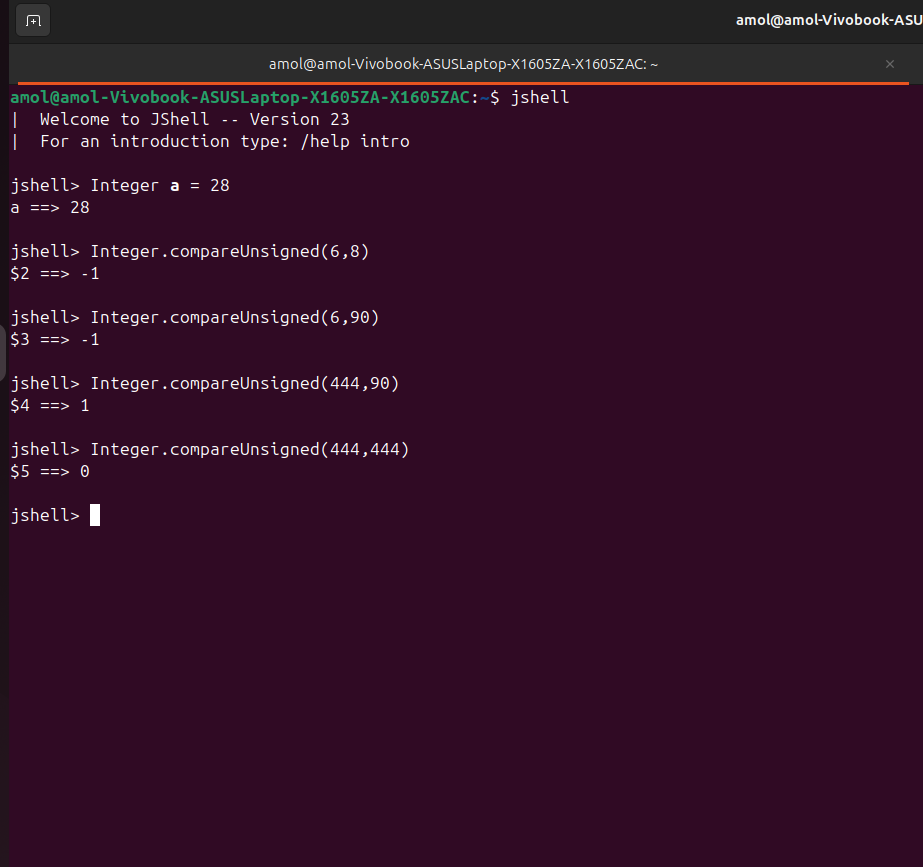 amol@amol-Vivobook-ASU
amol@amol-Vivobook-ASUSLaptop-X1605ZA-X1605ZAC: ~
amol@amol-Vivobook-ASUSLaptop-X1605ZA-X1605ZAC:~$ jshell
|  Welcome to JShell -- Version 23
|  For an introduction type: /help intro
jshell> Integer a = 28
a ==> 28
jshell> Integer.compareUnsigned(6,8)
$2 ==> -1
jshell> Integer.compareUnsigned(6,90)
$3 ==> -1
jshell> Integer.compareUnsigned(444,90)
$4 ==> 1
jshell> Integer.compareUnsigned(444,444)
$5 ==> 0
jshell>